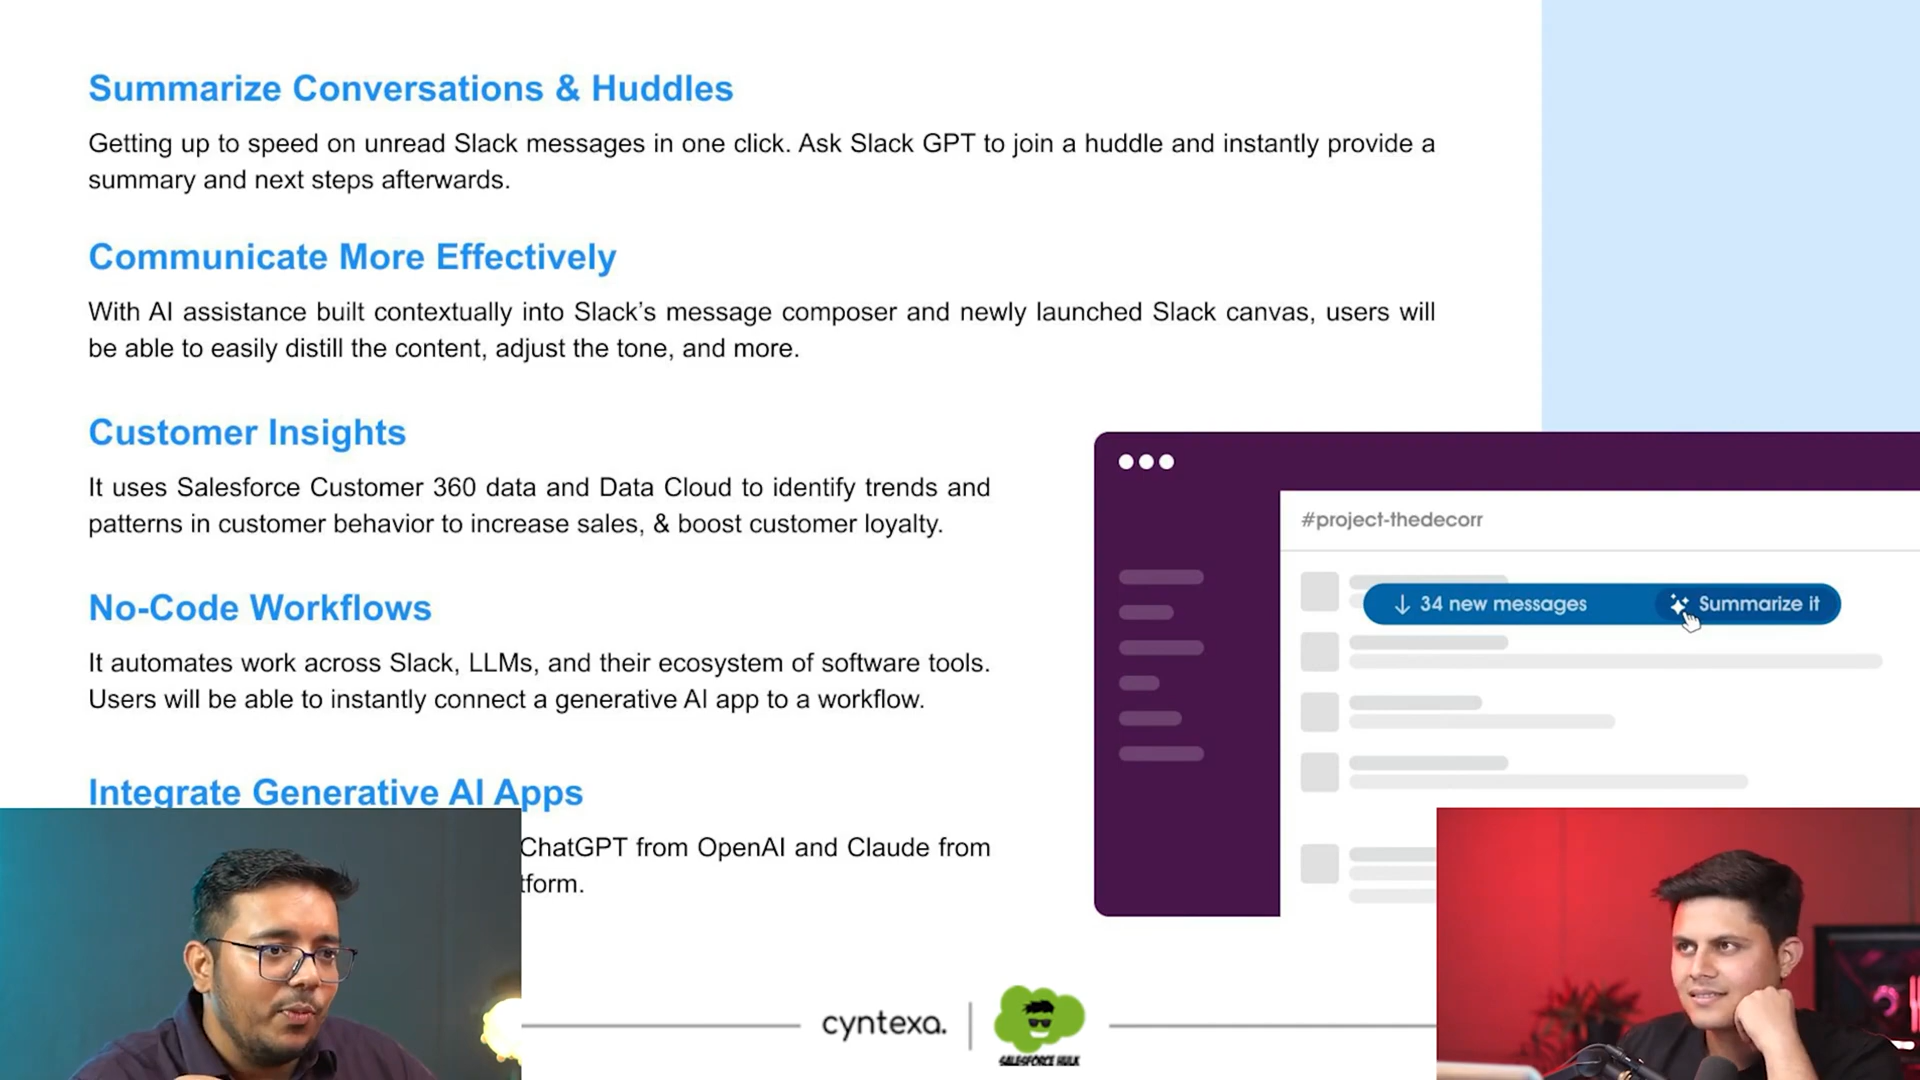 Summarize Conversations & Huddles
Getting up to speed on unread Slack messages in one click. Ask Slack GPT to join a huddle and instantly provide a
summary and next steps afterwards.
Communicate More Effectively
With AI assistance built contextually into Slack’s message composer and newly launched Slack canvas, users will
be able to easily distill the content, adjust the tone, and more.
Customer Insights
It uses Salesforce Customer 360 data and Data Cloud to identify trends and
patterns in customer behavior to increase sales, & boost customer loyalty.
No-Code Workflows
It automates work across Slack, LLMs, and their ecosystem of software tools.
Users will be able to instantly connect a generative AI app to a workflow.
Integrate Generative AI Apps
ChatGPT from OpenAI and Claude from
tform.
#project-thedecorr
34 new messages
Summarize it
cyntexa.
SALESFORCE HULK